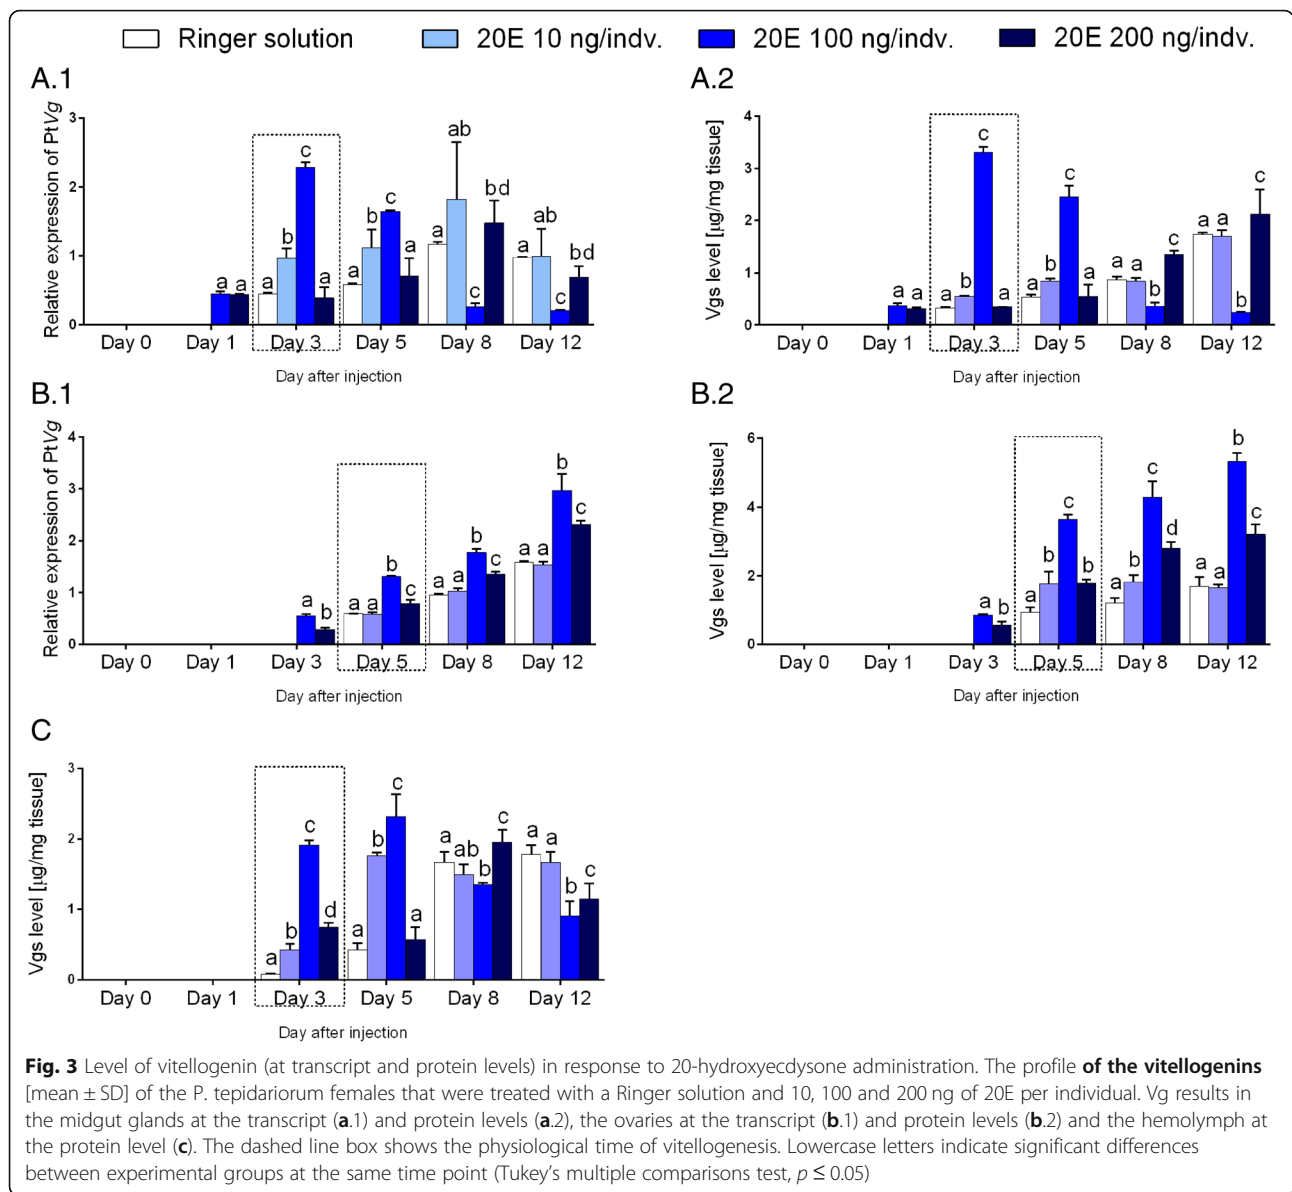 Ringer solution 20E 10 ng/indv. 20E 100 ng/indv. 20E 200 ng/indv.
A.1
Relative expression of PtVg
3
2
1
0
a a
a b c a
a b c a
a ab c bd
a ab c bd
Day 0 Day 1 Day 3 Day 5 Day 8 Day 12
Day after injection
A.2
Vgs level [µg/mg tissue]
4
3
2
1
0
a a
a b c a
a b c a
a a b c
a a b c
Day 0 Day 1 Day 3 Day 5 Day 8 Day 12
Day after injection
B.1
Relative expression of PtVg
4
3
2
1
0
a b
a a b c
a a b c
a a b c
Day 0 Day 1 Day 3 Day 5 Day 8 Day 12
Day after injection
B.2
Vgs level [µg/mg tissue]
6
4
2
0
a b
a b c b
a b c d
a a b c
Day 0 Day 1 Day 3 Day 5 Day 8 Day 12
Day after injection
C
Vgs level [µg/mg tissue]
3
2
1
0
a b c d
a b c a
a ab b c
a a b c
Day 0 Day 1 Day 3 Day 5 Day 8 Day 12
Day after injection
Fig. 3 Level of vitellogenin (at transcript and protein levels) in response to 20-hydroxyecdysone administration. The profile of the vitellogenins
[mean ± SD] of the P. tepidariorum females that were treated with a Ringer solution and 10, 100 and 200 ng of 20E per individual. Vg results in
the midgut glands at the transcript (a.1) and protein levels (a.2), the ovaries at the transcript (b.1) and protein levels (b.2) and the hemolymph at
the protein level (c). The dashed line box shows the physiological time of vitellogenesis. Lowercase letters indicate significant differences
between experimental groups at the same time point (Tukey's multiple comparisons test, p ≤ 0.05)